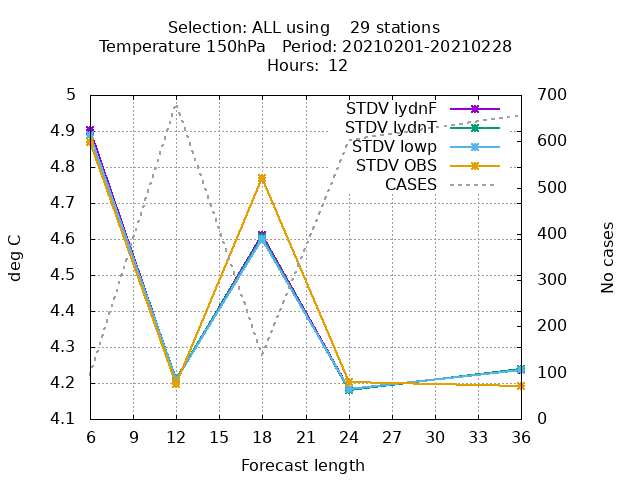 Selection: ALL using 29 stations
Temperature 150hPa Period: 20210201-20210228
Hours: 12
5
4.9
4.8
4.7
4.6
4.5
4.4
4.3
4.2
4.1
deg C
700
600
500
400
300
200
100
0
No cases
STDV lydnF
STDV lydnT
STDV lowp
STDV OBS
CASES
6 9 12 15 18 21 24 27 30 33 36
Forecast length